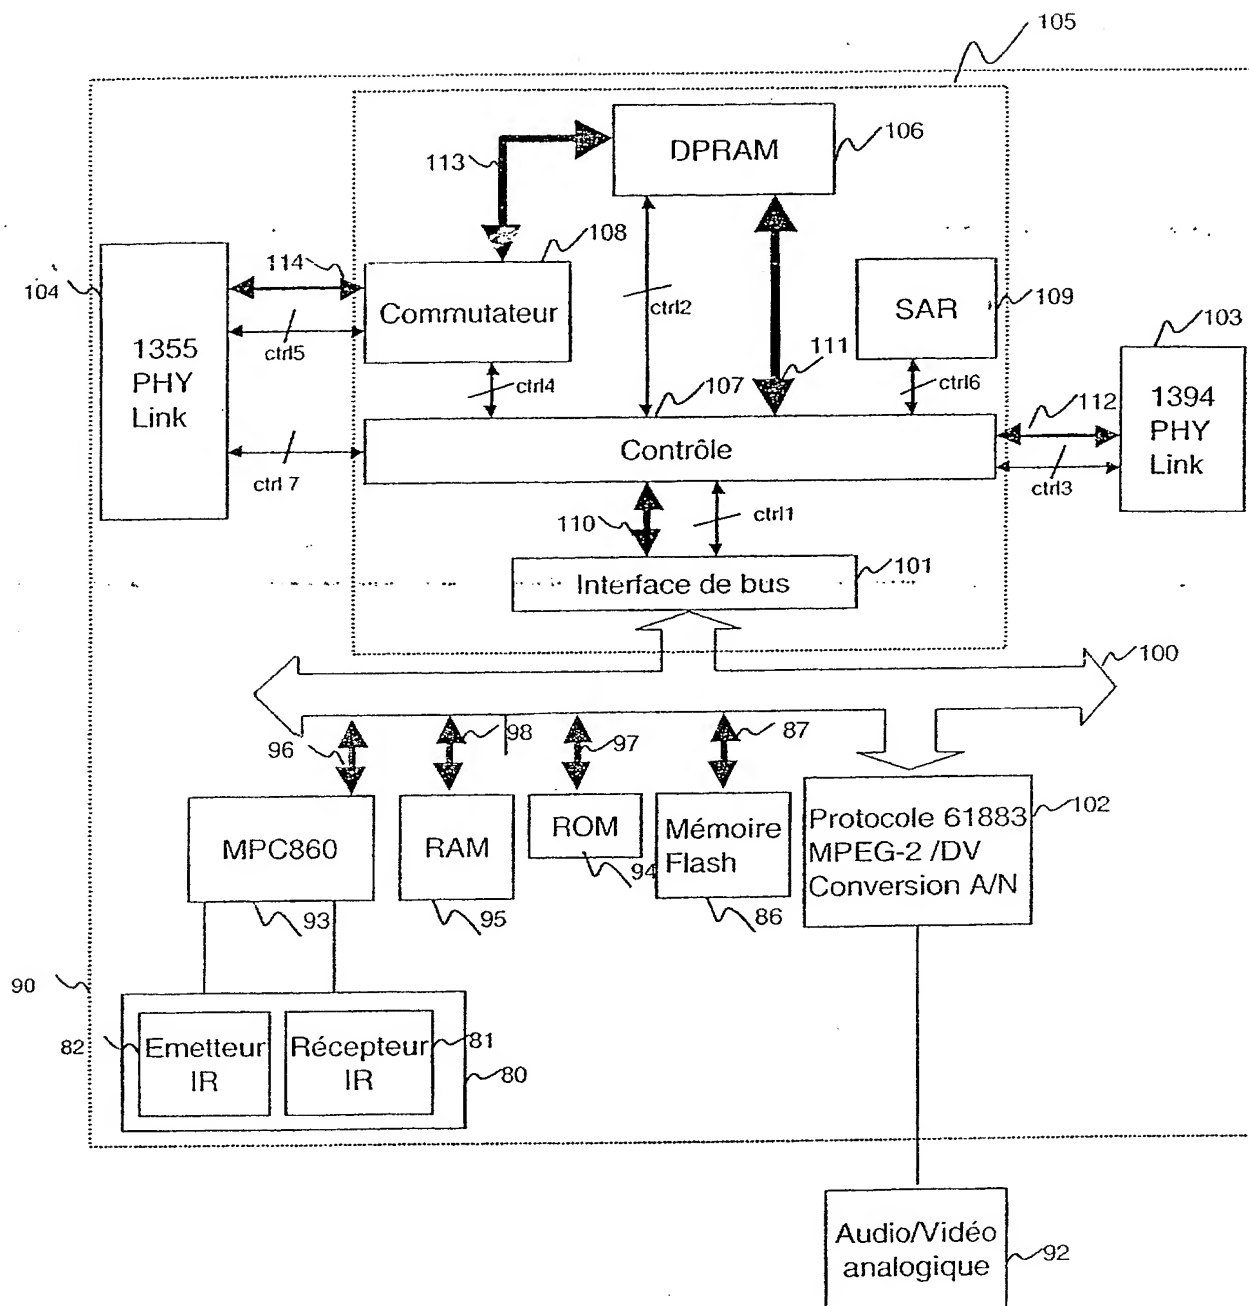 105
DPRAM
106
113
108
114
104
Commutateur
ctrl2
SAR
109
103
1355
PHY
Link
ctrl5
ctrl4
107
111
ctrl6
112
1394
PHY
Link
Contrôle
ctrl 7
ctrl3
110
ctrl1
101
Interface de bus
100
96
98
97
87
MPC860
RAM
ROM
94
Mémoire
Flash
Protocole 61883
MPEG-2 /DV
Conversion A/N
102
93
95
86
90
82
Emetteur
IR
Récepteur
IR
81
80
Audio/Vidéo
analogique
92